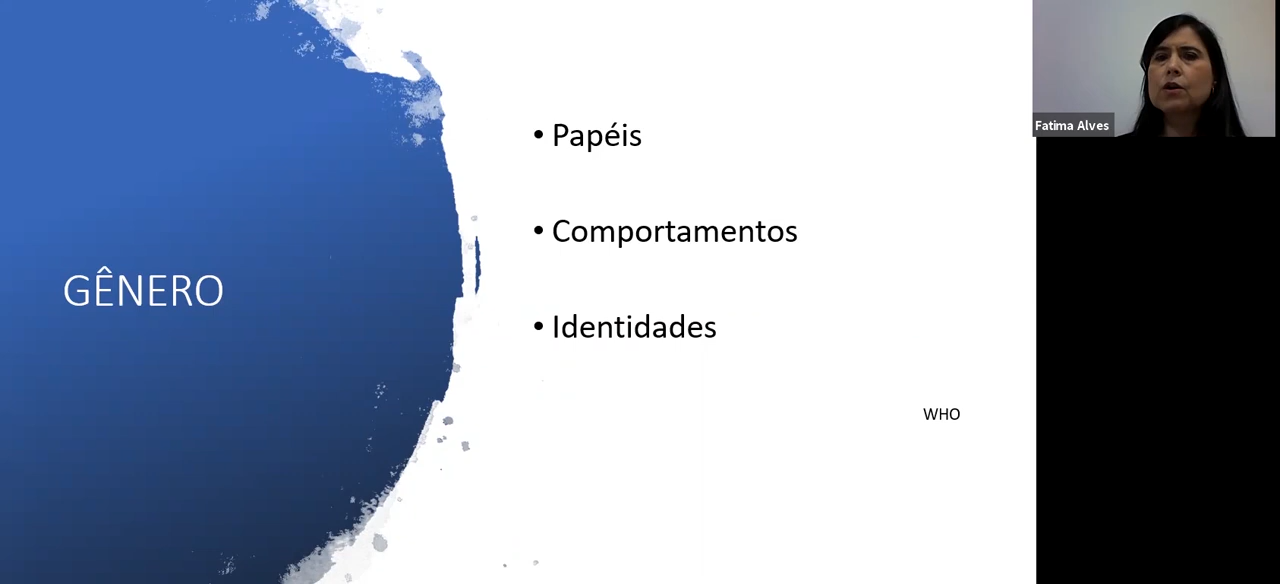 GÊNERO
• Papéis
• Comportamentos
• Identidades
WHO
Fatima Alves